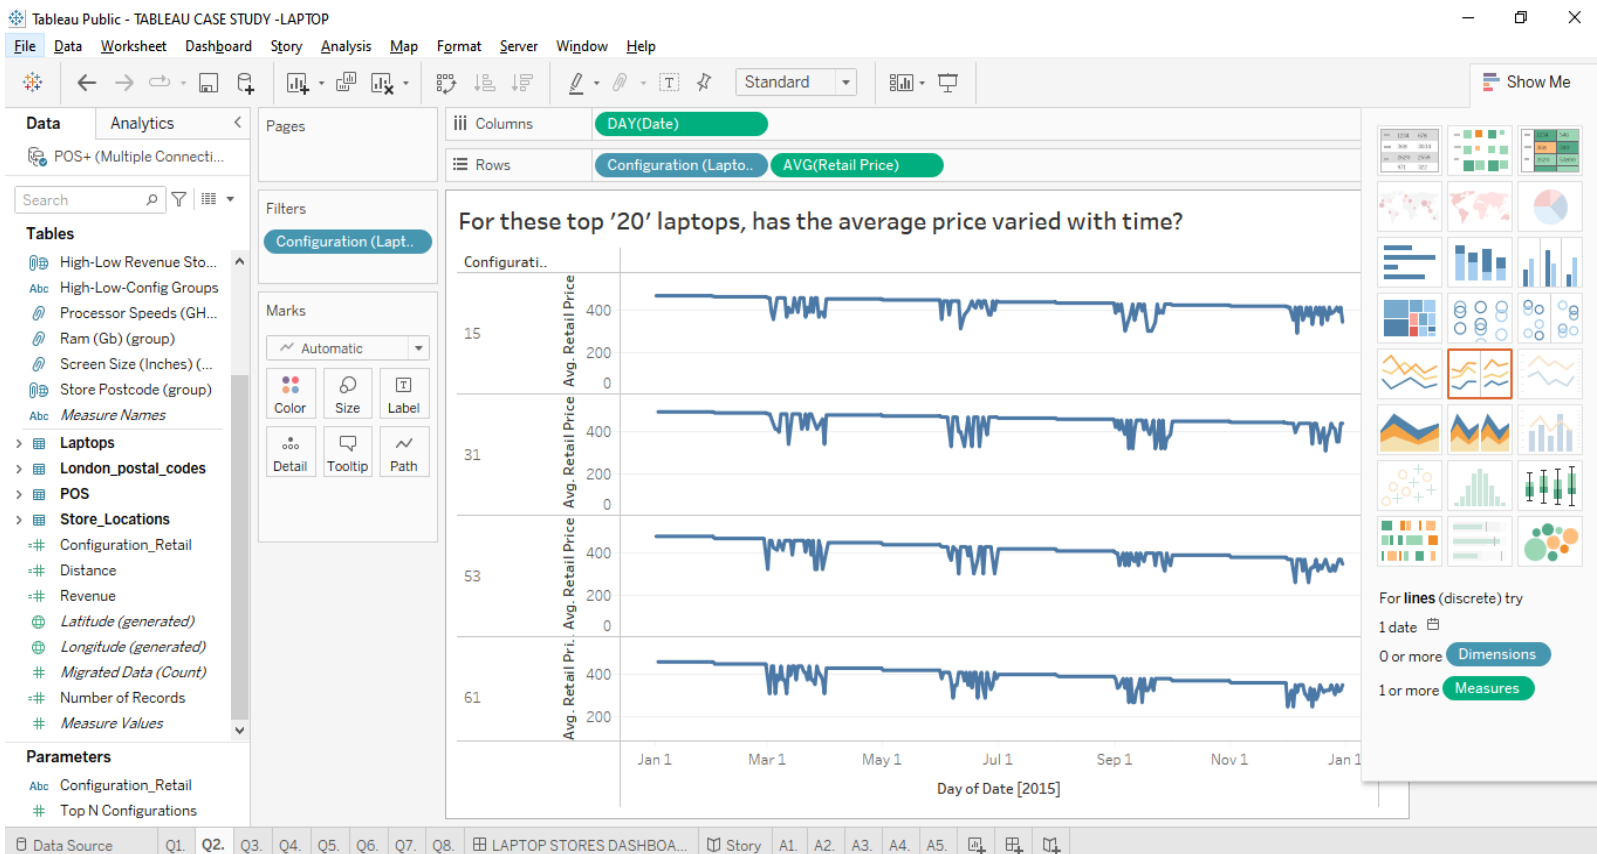 Tableau Public - TABLEAU CASE STUDY -LAPTOP
File Data Worksheet Dashboard Story Analysis Map Format Server Window Help
Standard
Show Me
Data Analytics
POS+ (Multiple Connecti...
Search
Tables
High-Low Revenue Sto...
Abc High-Low-Config Groups
Processor Speeds (GH...
Ram (Gb) (group)
Screen Size (Inches) (...
Store Postcode (group)
Abc Measure Names
Laptops
London_postal_codes
POS
Store_Locations
=# Configuration_Retail
=# Distance
=# Revenue
Latitude (generated)
Longitude (generated)
# Migrated Data (Count)
=# Number of Records
# Measure Values
Parameters
Abc Configuration_Retail
# Top N Configurations
Pages
Filters
Configuration (Lapt..
Marks
Automatic
Color Size Label
Detail Tooltip Path
Columns DAY(Date)
Rows Configuration (Lapto.. AVG(Retail Price)
For these top '20' laptops, has the average price varied with time?
Configurati..
15
Avg. Retail Price
400
200
0
31
Avg. Retail Price
400
200
0
53
Avg. Retail Price
400
200
0
61
Avg. Retail Pri..
400
200
Jan 1 Mar 1 May 1 Jul 1 Sep 1 Nov 1 Jan 1
Day of Date [2015]
For lines (discrete) try
1 date
0 or more Dimensions
1 or more Measures
Data Source Q1. Q2. Q3. Q4. Q5. Q6. Q7. Q8. LAPTOP STORES DASHBOA... Story A1. A2. A3. A4. A5.